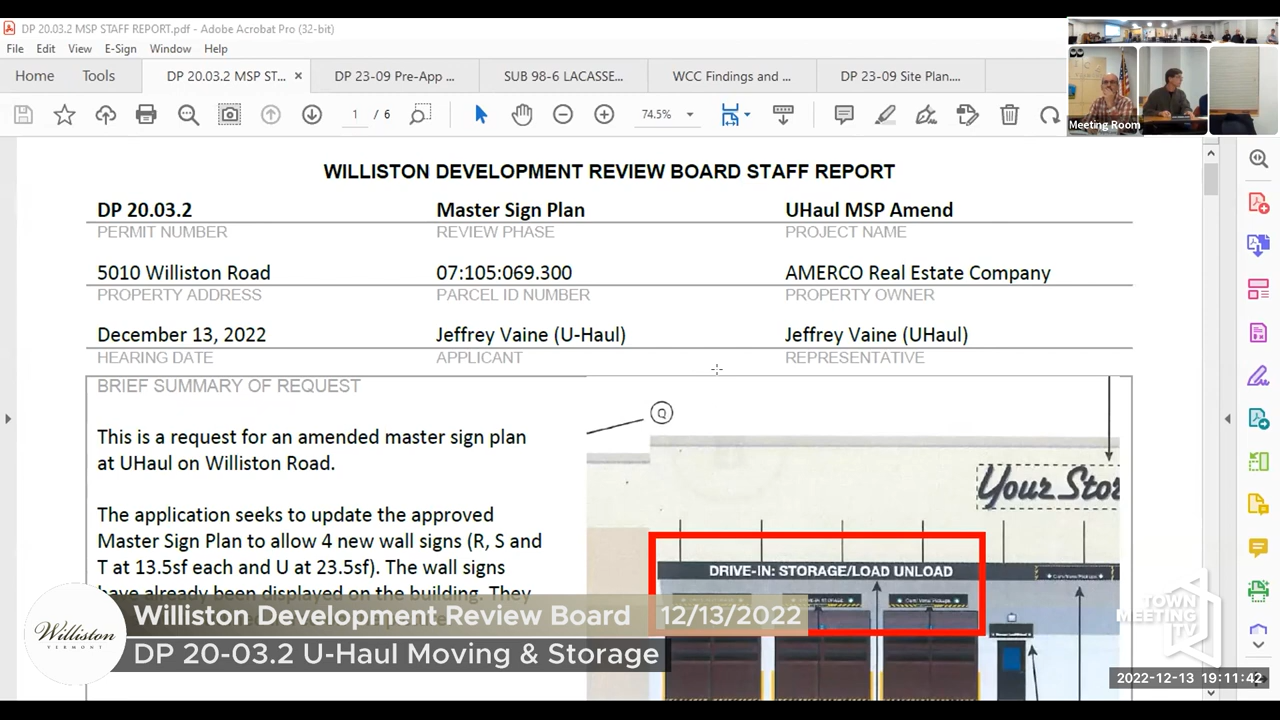 DP 20.03.2 MSP STAFF REPORT.pdf - Adobe Acrobat Pro (32-bit)
File Edit View E-Sign Window Help
Home Tools DP 20.03.2 MSP ST... × DP 23-09 Pre-App ... SUB 98-6 LACASSE... WCC Findings and ... DP 23-09 Site Plan....
1 / 6 74.5%
Meeting Room
WILLISTON DEVELOPMENT REVIEW BOARD STAFF REPORT
DP 20.03.2 Master Sign Plan UHaul MSP Amend
PERMIT NUMBER REVIEW PHASE PROJECT NAME
5010 Williston Road 07:105:069.300 AMERCO Real Estate Company
PROPERTY ADDRESS PARCEL ID NUMBER PROPERTY OWNER
December 13, 2022 Jeffrey Vaine (U-Haul) Jeffrey Vaine (UHaul)
HEARING DATE APPLICANT REPRESENTATIVE
BRIEF SUMMARY OF REQUEST
Q
This is a request for an amended master sign plan
at UHaul on Williston Road.
Your Stor
The application seeks to update the approved
Master Sign Plan to allow 4 new wall signs (R, S and
T at 13.5sf each and U at 23.5sf). The wall signs
have already been displayed on the building. They
DRIVE-IN: STORAGE/LOAD UNLOAD
Williston Development Review Board 12/13/2022
DP 20-03.2 U-Haul Moving & Storage
Williston
VERMONT
TOWN
MEETING
TV
2022-12-13 19:11:42